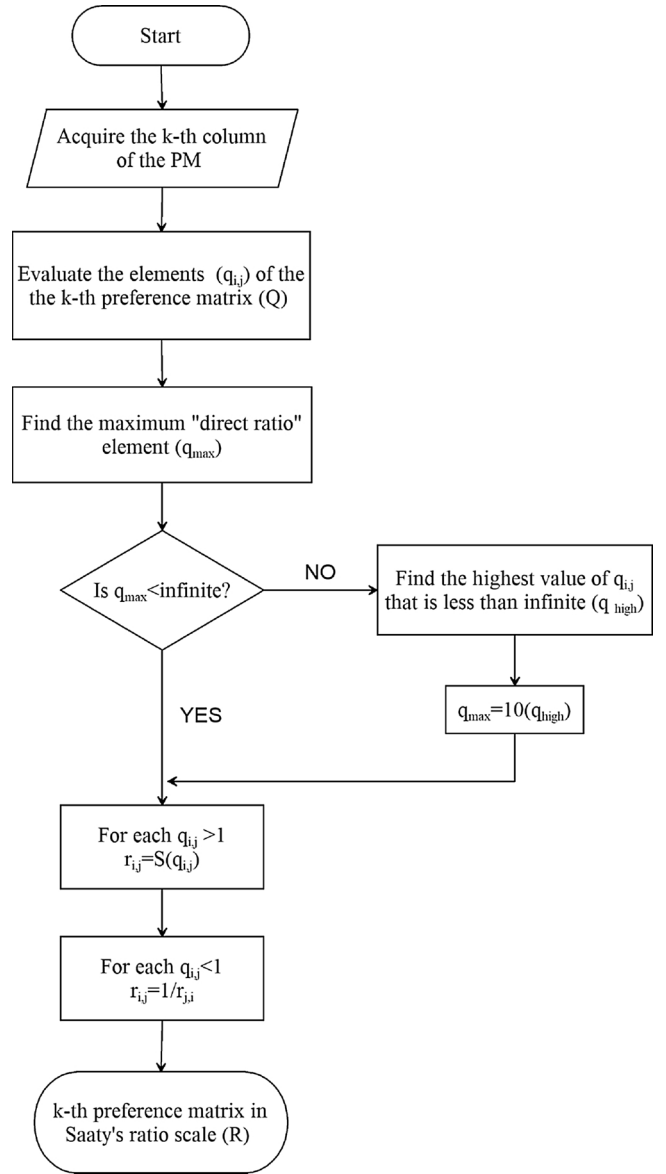 Start
Acquire the k-th column
of the PM
Evaluate the elements (qi,j) of the
the k-th preference matrix (Q)
Find the maximum "direct ratio"
element (qmax)
Is qmax<infinite?
NO
Find the highest value of qi,j
that is less than infinite (q high)
qmax=10(qhigh)
YES
For each qi,j >1
ri,j=S(qi,j)
For each qi,j<1
ri,j=1/rj,i
k-th preference matrix in
Saaty's ratio scale (R)